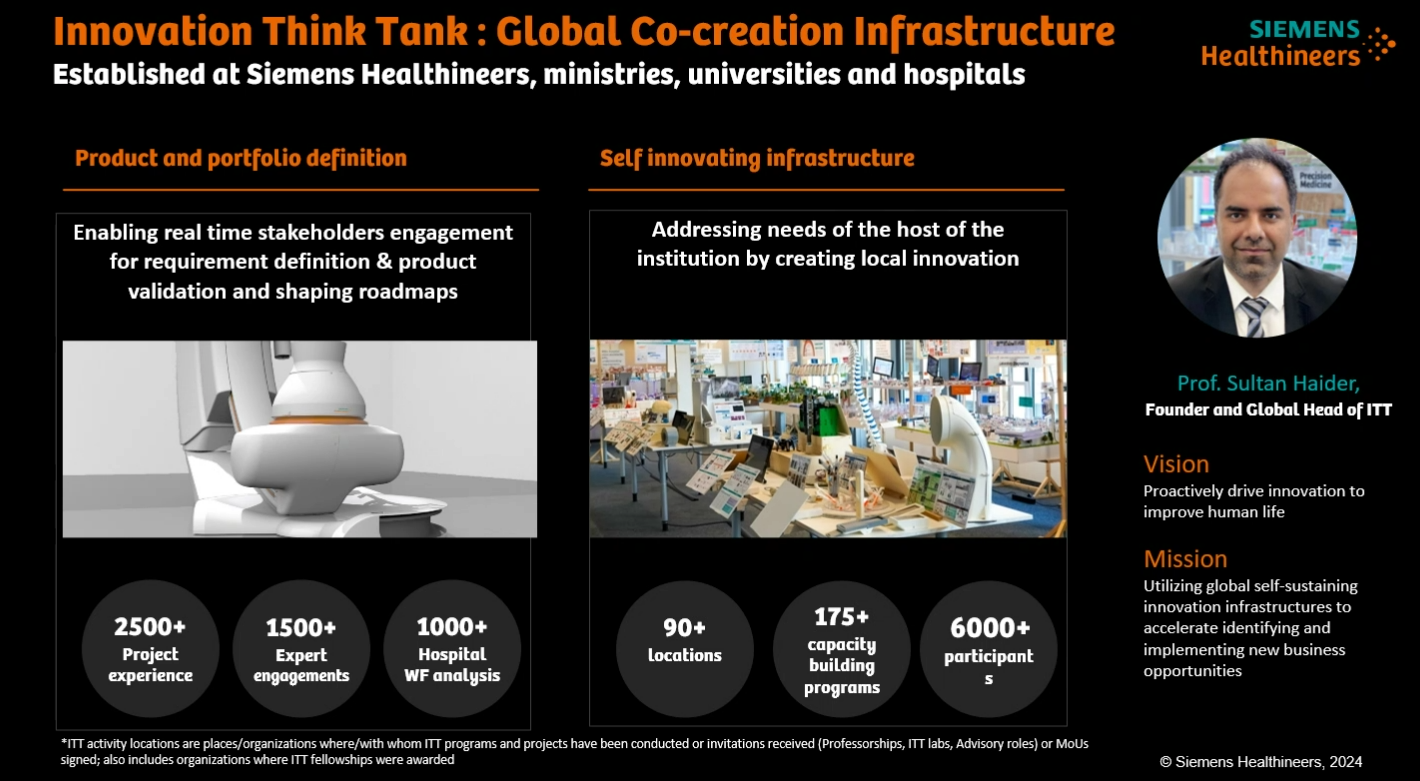 Innovation Think Tank : Global Co-creation Infrastructure
Established at Siemens Healthineers, ministries, universities and hospitals
SIEMENS
Healthineers
Product and portfolio definition
Enabling real time stakeholders engagement
for requirement definition & product
validation and shaping roadmaps
2500+
Project
experience
1500+
Expert
engagements
1000+
Hospital
WF analysis
Self innovating infrastructure
Addressing needs of the host of the
institution by creating local innovation
90+
locations
175+
capacity
building
programs
6000+
participant
s
Precision
Medicine
Prof. Sultan Haider,
Founder and Global Head of ITT
Vision
Proactively drive innovation to
improve human life
Mission
Utilizing global self-sustaining
innovation infrastructures to
accelerate identifying and
implementing new business
opportunities
*ITT activity locations are places/organizations where/with whom ITT programs and projects have been conducted or invitations received (Professorships, ITT labs, Advisory roles) or MoUs
signed; also includes organizations where ITT fellowships were awarded
© Siemens Healthineers, 2024